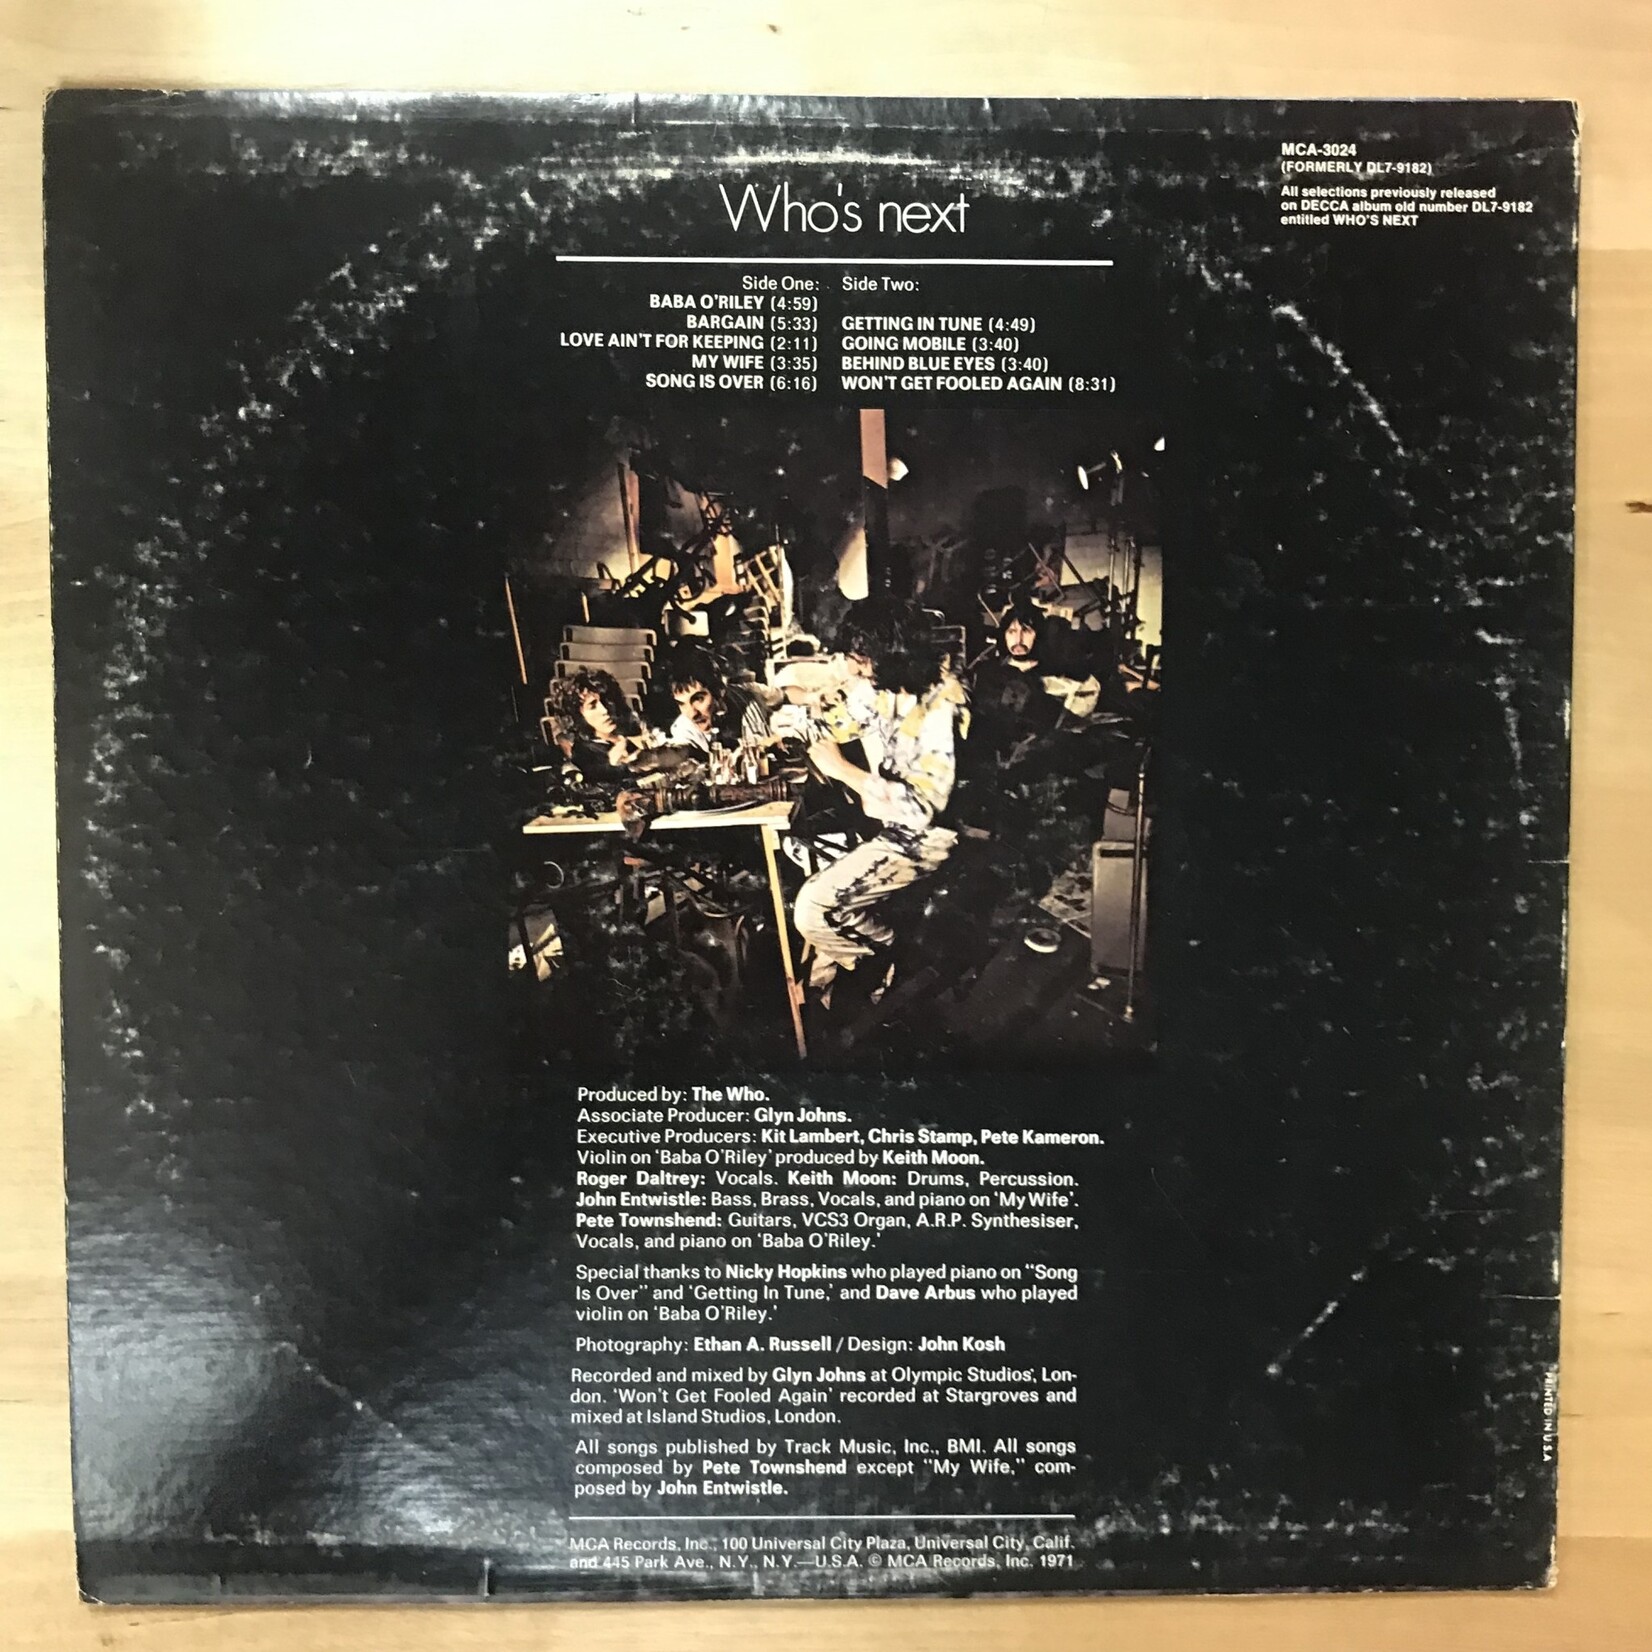 MCA-3024
(FORMERLY DL7-9182)
All selections previously released
on DECCA album old number DL7-9182
entitled WHO'S NEXT
Who's next
Side One:
BABA O'RILEY (4:59)
BARGAIN (5:33)
LOVE AIN'T FOR KEEPING (2:11)
MY WIFE (3:35)
SONG IS OVER (6:16)
Side Two:
GETTING IN TUNE (4:49)
GOING MOBILE (3:40)
BEHIND BLUE EYES (3:40)
WON'T GET FOOLED AGAIN (8:31)
Produced by: The Who.
Associate Producer: Glyn Johns.
Executive Producers: Kit Lambert, Chris Stamp, Pete Kameron.
Violin on 'Baba O'Riley' produced by Keith Moon.
Roger Daltrey: Vocals. Keith Moon: Drums, Percussion.
John Entwistle: Bass, Brass, Vocals, and piano on 'My Wife'.
Pete Townshend: Guitars, VCS3 Organ, A.R.P. Synthesiser,
Vocals, and piano on 'Baba O'Riley.'
Special thanks to Nicky Hopkins who played piano on "Song
Is Over" and 'Getting In Tune,' and Dave Arbus who played
violin on 'Baba O'Riley.'
Photography: Ethan A. Russell / Design: John Kosh
Recorded and mixed by Glyn Johns at Olympic Studios, Lon-
don. 'Won't Get Fooled Again' recorded at Stargroves and
mixed at Island Studios, London.
All songs published by Track Music, Inc., BMI. All songs
composed by Pete Townshend except "My Wife," com-
posed by John Entwistle.
MCA Records, Inc., 100 Universal City Plaza, Universal City, Calif.
and 445 Park Ave., N.Y., N.Y.—U.S.A. © MCA Records, Inc. 1971
PRINTED IN U.S.A.